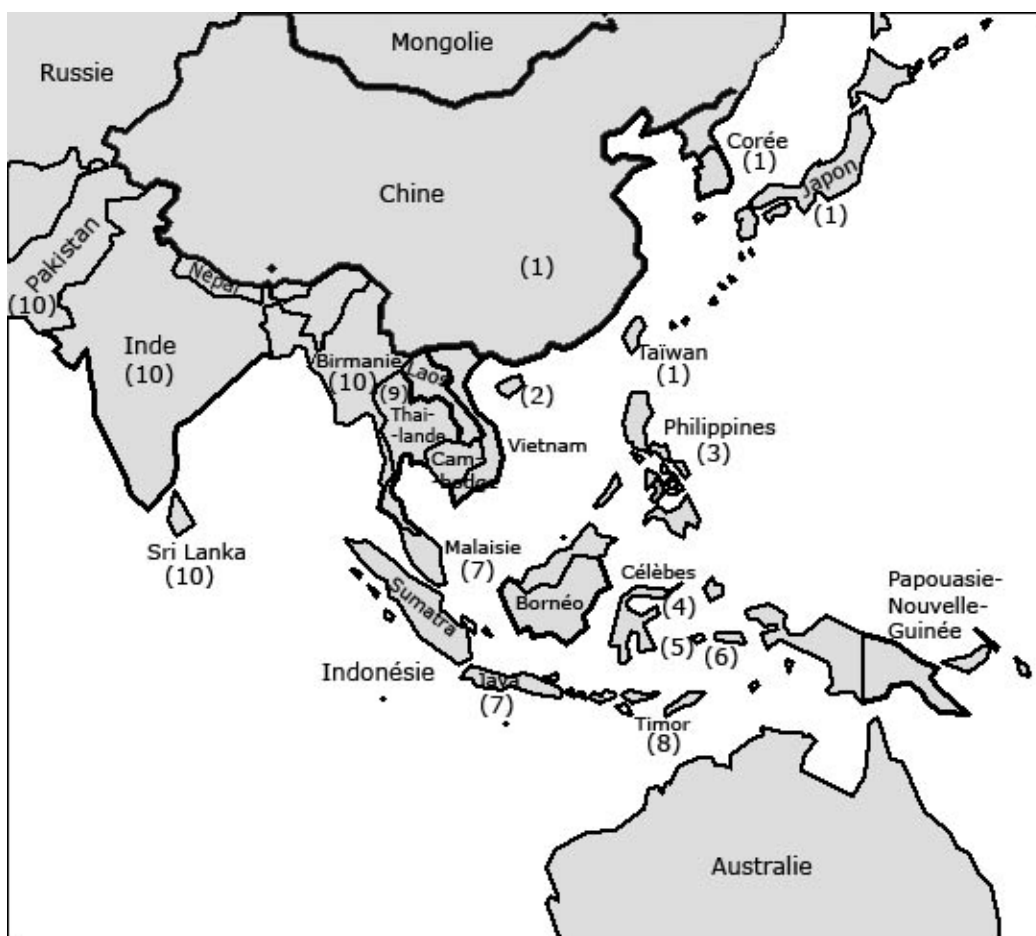 Mongolie
Russie
Corée
(1)
Japon
(1)
Chine
(1)
Pakistan
(10)
Népal
Inde
(10)
Birmanie
(10)
Laos
(9)
Thaï-
-lande
(2)
Taïwan
(1)
Philippines
(3)
Vietnam
Cam-
-bodge
Sri Lanka
(10)
Malaisie
(7)
Sumatra
Bornéo
Célèbes
(4)
(5)
(6)
Papouasie-
Nouvelle-
Guinée
Indonésie
Java
(7)
Timor
(8)
Australie